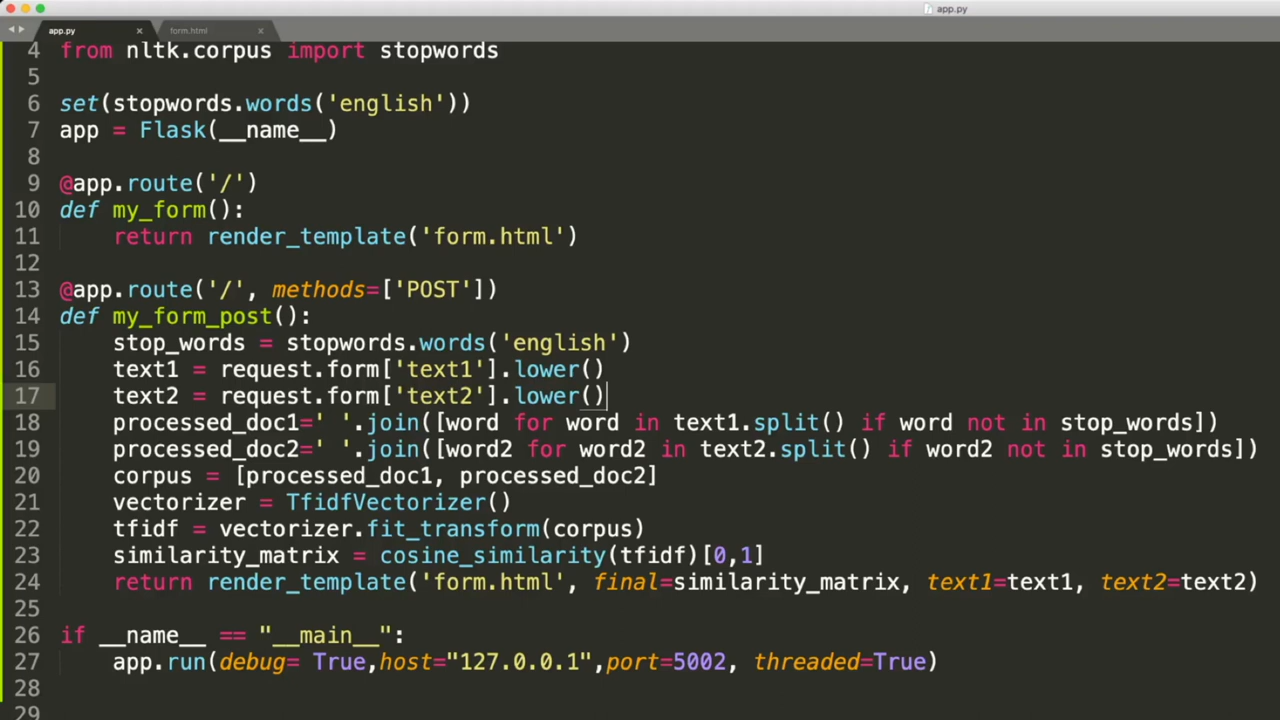 app.py
app.py ×
form.html ×
4 from nltk.corpus import stopwords
5
6 set(stopwords.words('english'))
7 app = Flask(__name__)
8
9 @app.route('/')
10 def my_form():
11     return render_template('form.html')
12
13 @app.route('/', methods=['POST'])
14 def my_form_post():
15     stop_words = stopwords.words('english')
16     text1 = request.form['text1'].lower()
17     text2 = request.form['text2'].lower()
18     processed_doc1=' '.join([word for word in text1.split() if word not in stop_words])
19     processed_doc2=' '.join([word2 for word2 in text2.split() if word2 not in stop_words])
20     corpus = [processed_doc1, processed_doc2]
21     vectorizer = TfidfVectorizer()
22     tfidf = vectorizer.fit_transform(corpus)
23     similarity_matrix = cosine_similarity(tfidf)[0,1]
24     return render_template('form.html', final=similarity_matrix, text1=text1, text2=text2)
25
26 if __name__ == "__main__":
27     app.run(debug= True,host="127.0.0.1",port=5002, threaded=True)
28
29